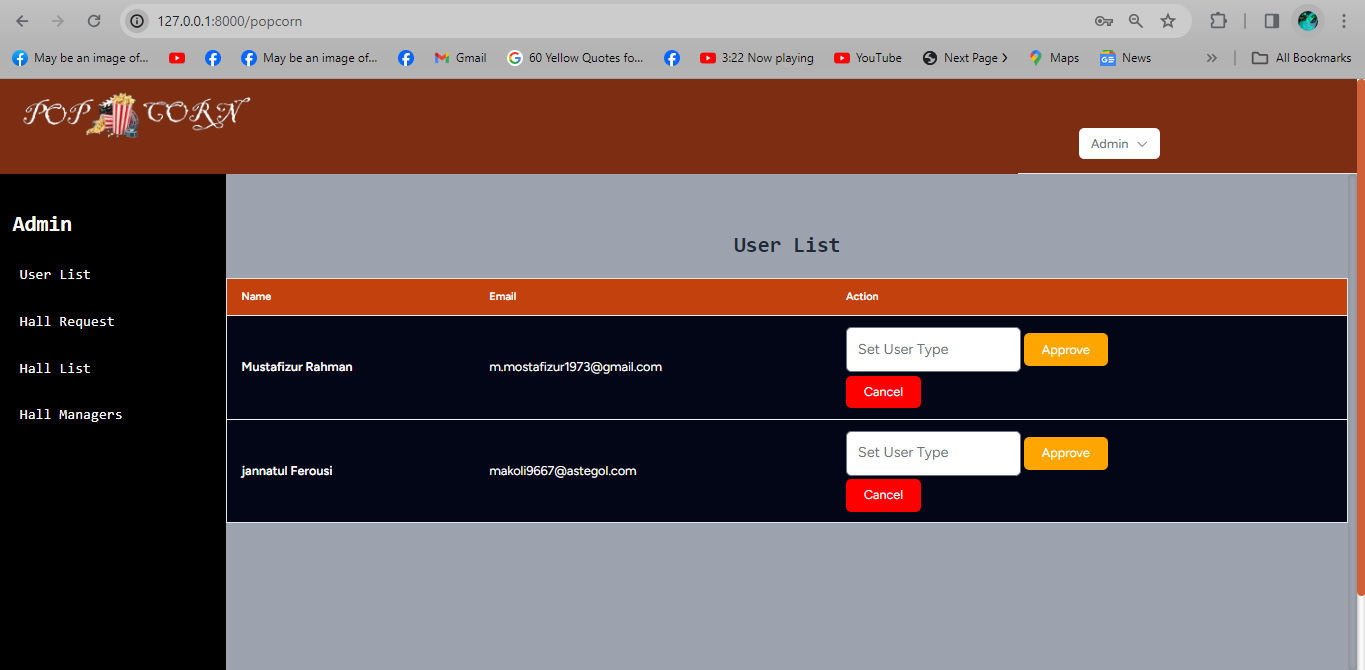 127.0.0.1:8000/popcorn
May be an image of... May be an image of... Gmail 60 Yellow Quotes fo... 3:22 Now playing YouTube Next Page Maps News » All Bookmarks
POP CORN
Admin
Admin
User List
Hall Request
Hall List
Hall Managers
User List
Name Email Action
Mustafizur Rahman m.mostafizur1973@gmail.com Set User Type Approve
Cancel
jannatul Ferousi makoli9667@astegol.com Set User Type Approve
Cancel